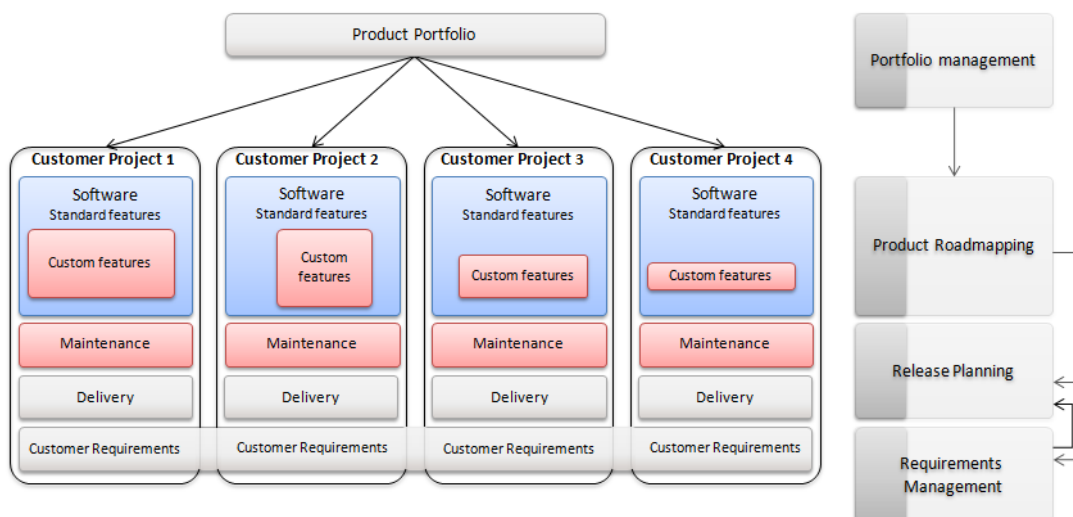 Product Portfolio
Portfolio management
Customer Project 1
Customer Project 2
Customer Project 3
Customer Project 4
Software
Standard features
Custom features
Software
Standard features
Custom
features
Software
Standard features
Custom features
Software
Standard features
Custom features
Product Roadmapping
Maintenance
Maintenance
Maintenance
Maintenance
Release Planning
Delivery
Delivery
Delivery
Delivery
Customer Requirements
Customer Requirements
Customer Requirements
Customer Requirements
Requirements
Management